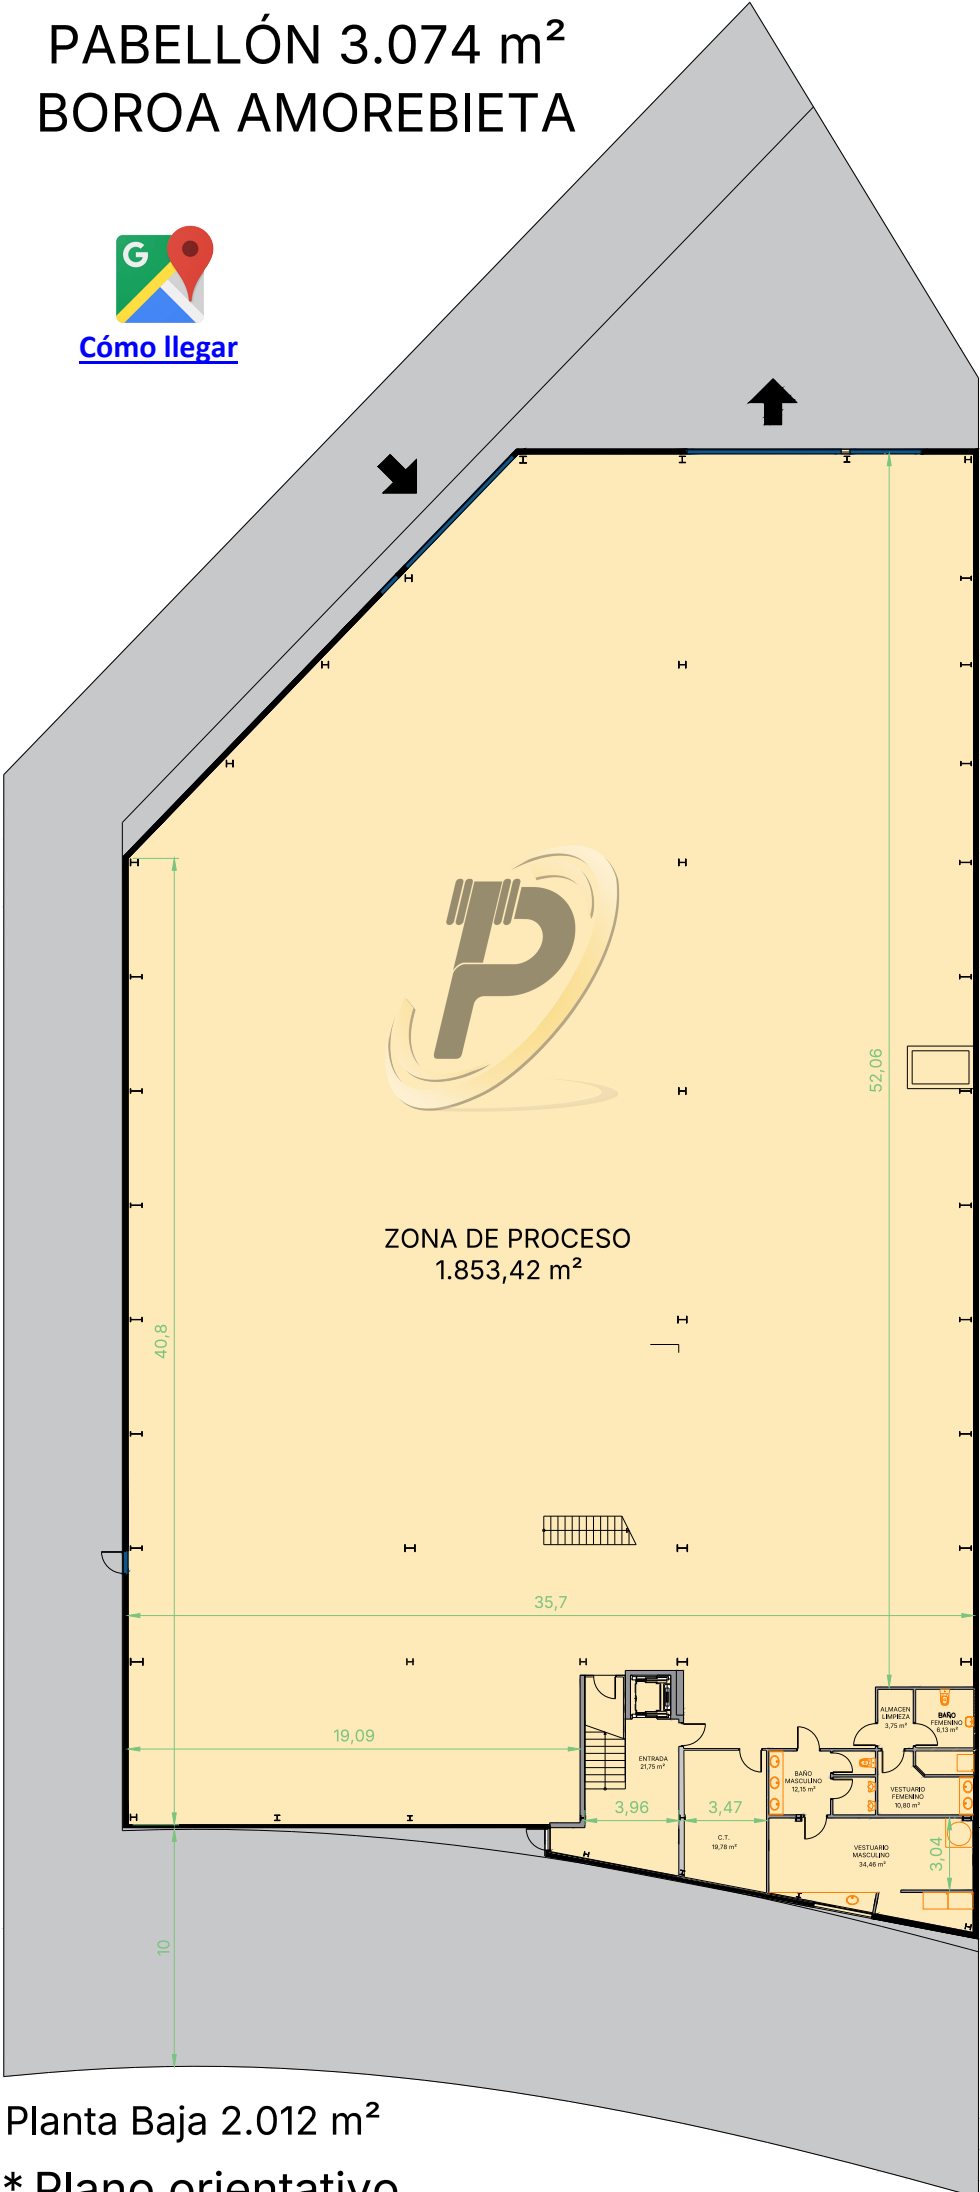 PABELLÓN 3.074 m²
BOROA AMOREBIETA
G
Cómo llegar
P
52,06
ZONA DE PROCESO
1.853,42 m²
40,8
35,7
19,09
ENTRADA
21,75 m²
3,96
3,47
C.T.
19,78 m²
ALMACEN
LIMPIEZA
3,75 m²
BAÑO
FEMENINO
6,13 m²
BAÑO
MASCULINO
12,15 m²
VESTUARIO
FEMENINO
10,80 m²
VESTUARIO
MASCULINO
34,46 m²
3,04
10
Planta Baja 2.012 m²
* Plano orientativo